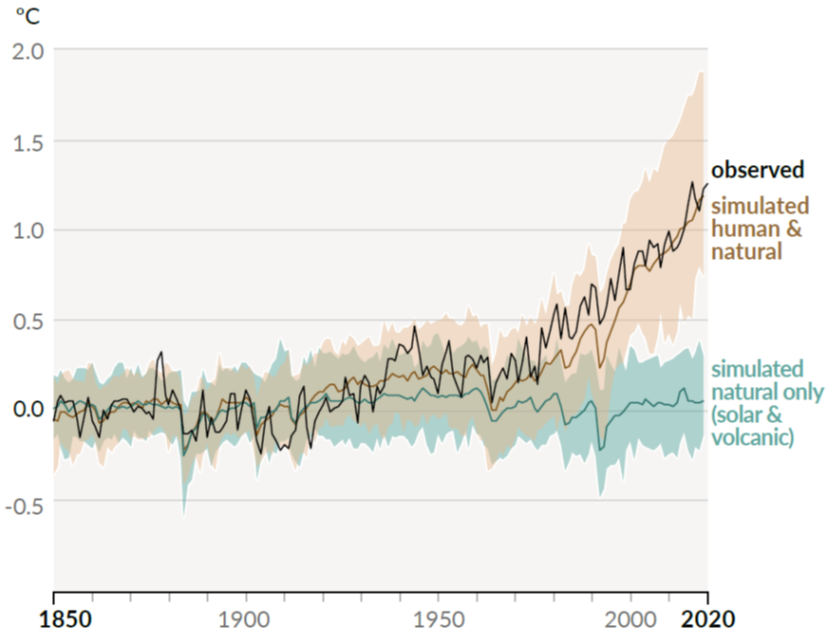 °C
2.0
1.5
1.0
0.5
0.0
-0.5
observed
simulated
human &
natural
simulated
natural only
(solar &
volcanic)
1850 1900 1950 2000 2020